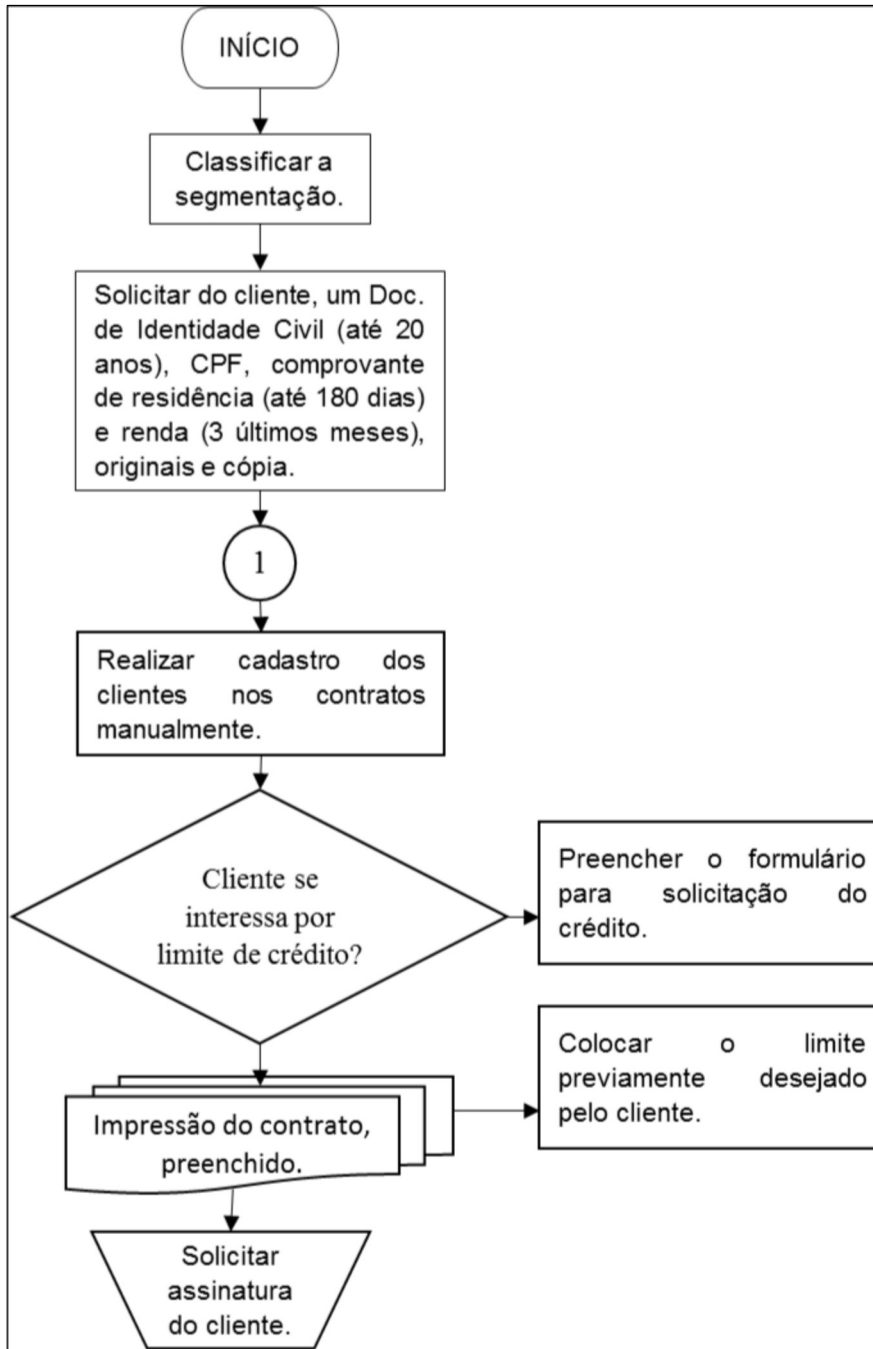 INÍCIO
Classificar a
segmentação.
Solicitar do cliente, um Doc.
de Identidade Civil (até 20
anos), CPF, comprovante
de residência (até 180 dias)
e renda (3 últimos meses),
originais e cópia.
1
Realizar cadastro dos
clientes nos contratos
manualmente.
Cliente se
interessa por
limite de crédito?
Preencher o formulário
para solicitação do
crédito.
Colocar o limite
previamente desejado
pelo cliente.
Impressão do contrato,
preenchido.
Solicitar
assinatura
do cliente.